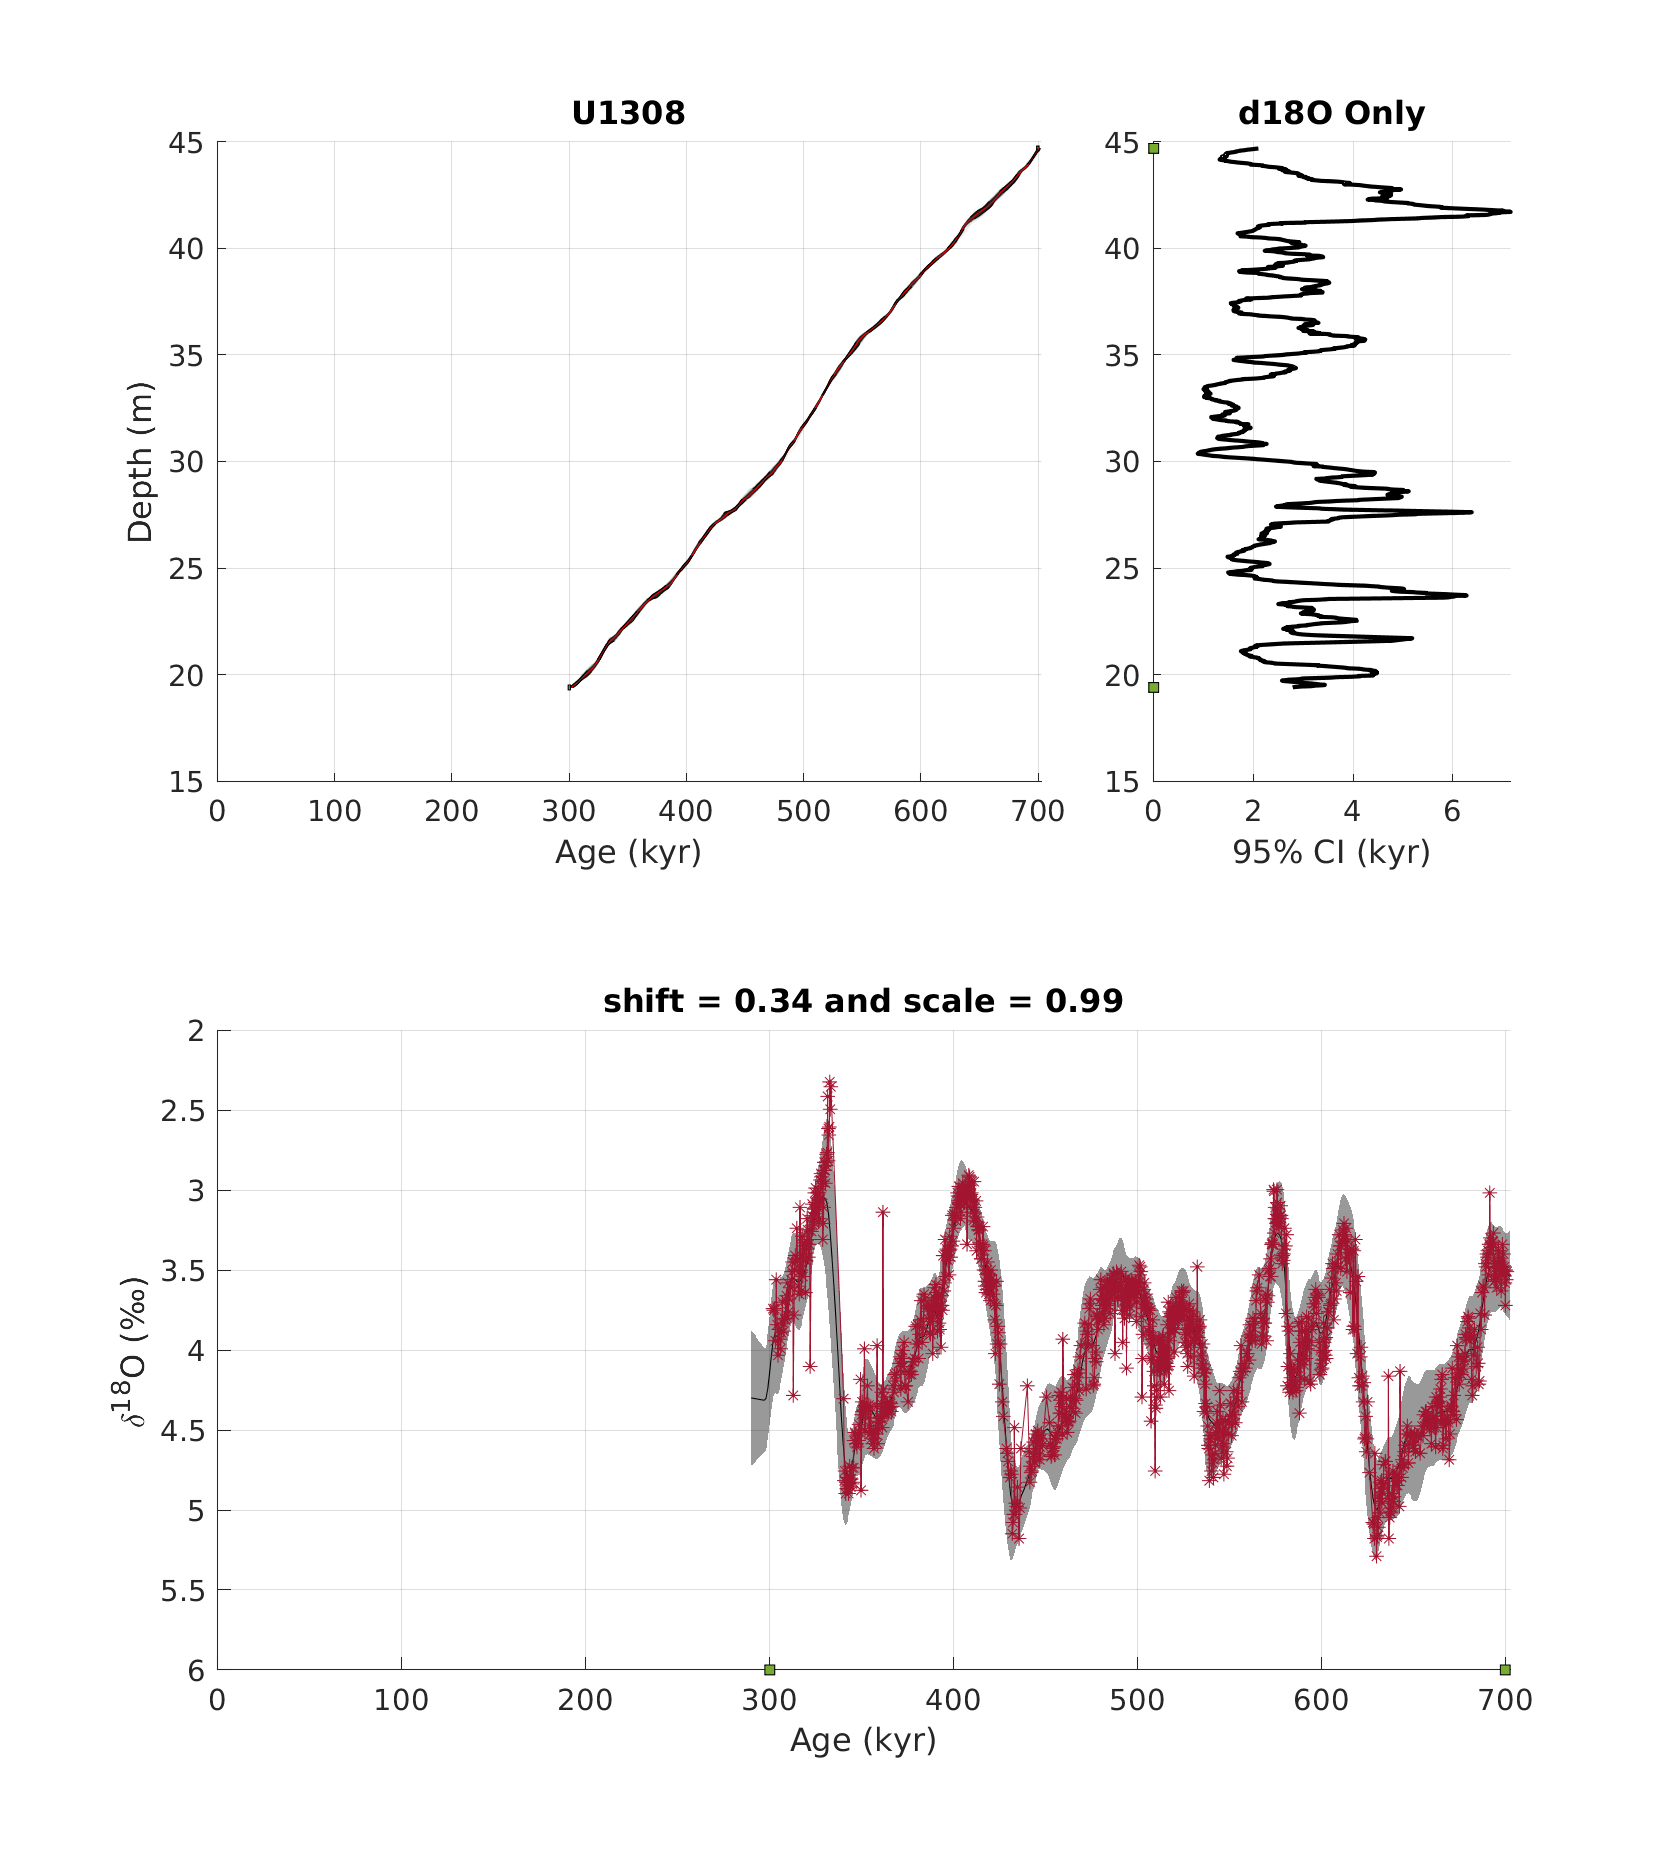 U1308
45
40
35
30
25
20
15
Depth (m)
0 100 200 300 400 500 600 700
Age (kyr)
d18O Only
45
40
35
30
25
20
15
0 2 4 6
95% CI (kyr)
shift = 0.34 and scale = 0.99
2
2.5
3
3.5
4
4.5
5
5.5
6
δ¹⁸O (‰)
0 100 200 300 400 500 600 700
Age (kyr)